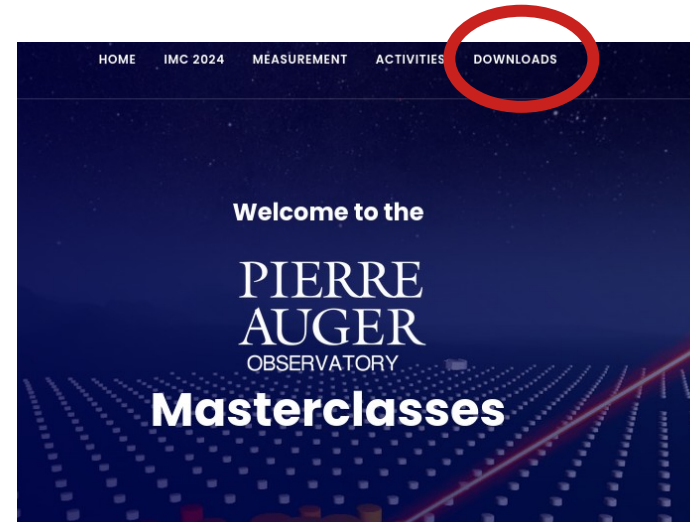 HOME IMC 2024 MEASUREMENT ACTIVITIES DOWNLOADS
Welcome to the
PIERRE
AUGER
OBSERVATORY
Masterclasses